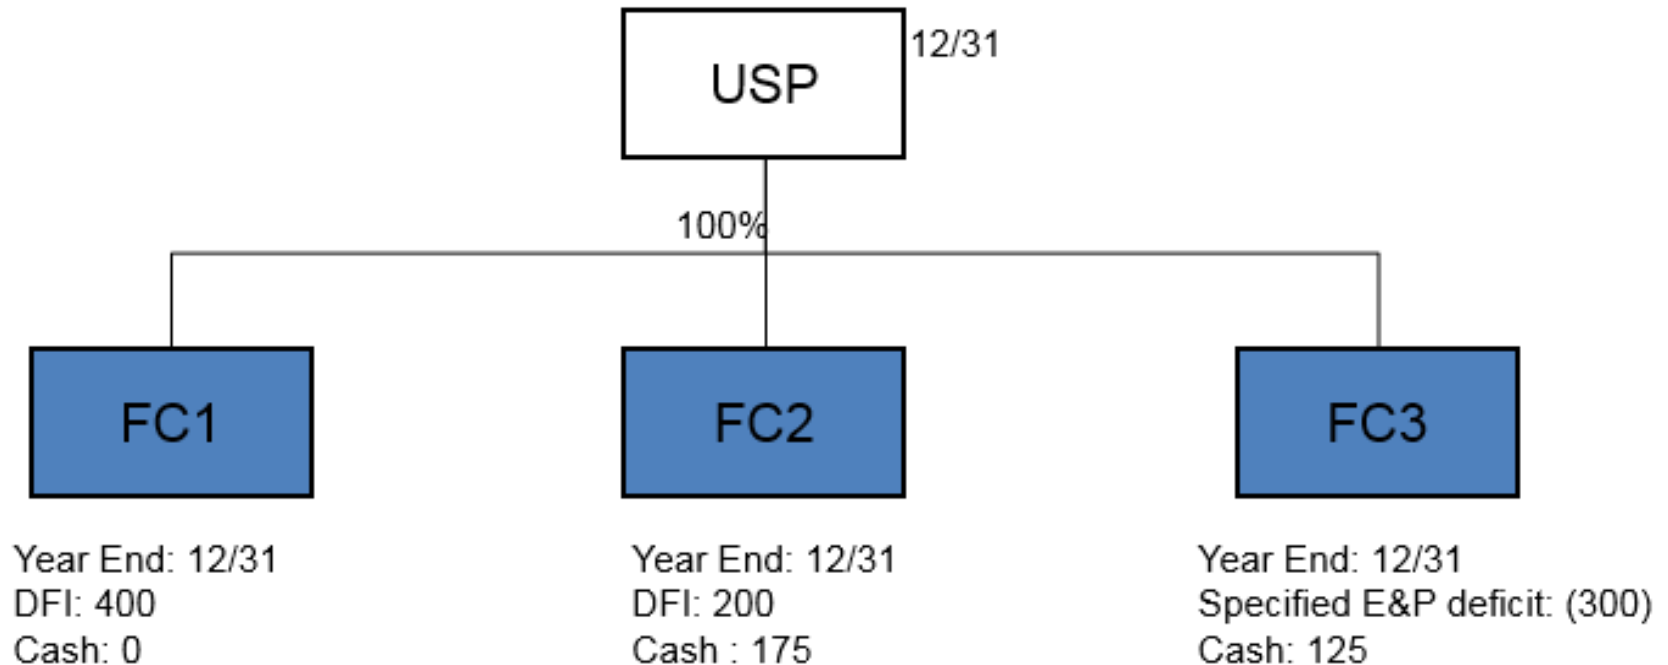 USP
12/31
100%
FC1
FC2
FC3
Year End: 12/31
DFI: 400
Cash: 0
Year End: 12/31
DFI: 200
Cash : 175
Year End: 12/31
Specified E&P deficit: (300)
Cash: 125